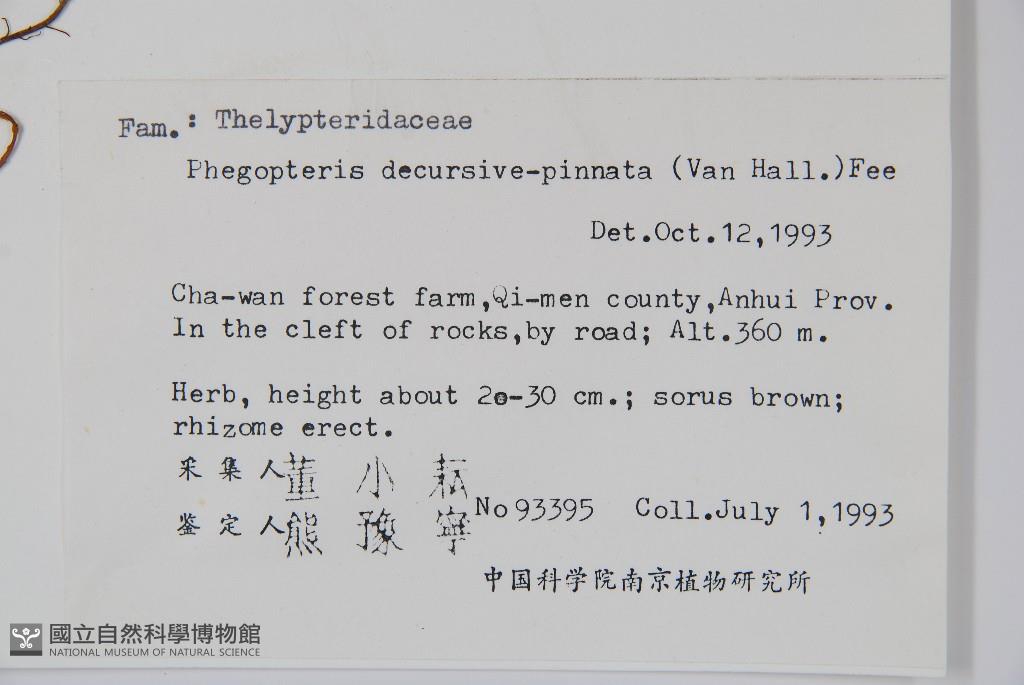 Fam.: Thelypteridaceae
Phegopteris decursive-pinnata (Van Hall.)Fee
Det.Oct.12,1993
Cha-wan forest farm,Qi-men county,Anhui Prov.
In the cleft of rocks,by road; Alt.360 m.
Herb, height about 20-30 cm.; sorus brown;
rhizome erect.
采集人 董小耘
鉴定人 熊豫宁
No 93395 Coll.July 1,1993
中国科学院南京植物研究所
國立自然科學博物館
NATIONAL MUSEUM OF NATURAL SCIENCE